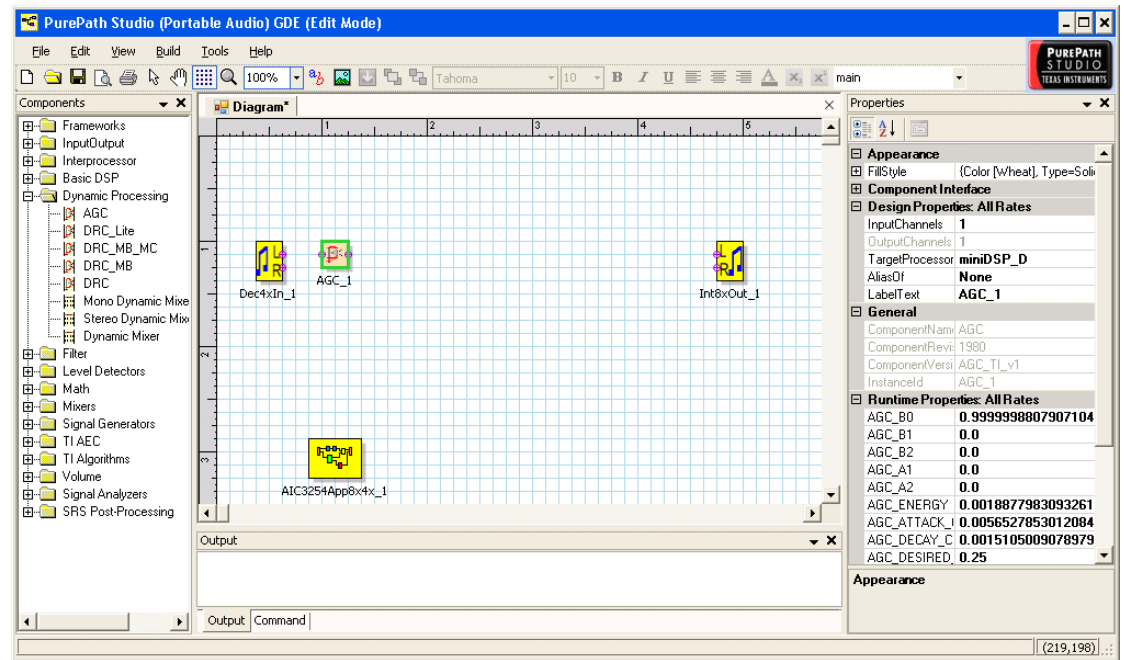 PurePath Studio (Portable Audio) GDE (Edit Mode)
File Edit View Build Tools Help
PUREPATH
STUDIO
TEXAS INSTRUMENTS
100% Tahoma 10 B I U main
Components
Frameworks
InputOutput
Interprocessor
Basic DSP
Dynamic Processing
AGC
DRC_Lite
DRC_MB_MC
DRC_MB
DRC
Mono Dynamic Mixe
Stereo Dynamic Mix
Dynamic Mixer
Filter
Level Detectors
Math
Mixers
Signal Generators
TI AEC
TI Algorithms
Volume
Signal Analyzers
SRS Post-Processing
Diagram*
1 2 3 4 5
1
2
3
L
R
Dec4xIn_1
AGC_1
L
R
Int8xOut_1
AIC3254App8x4x_1
Output
Output Command
Properties
Appearance
FillStyle {Color [Wheat], Type=Soli
Component Interface
Design Properties: All Rates
InputChannels 1
OutputChannels 1
TargetProcessor miniDSP_D
AliasOf None
LabelText AGC_1
General
ComponentNam AGC
ComponentRevi 1980
ComponentVersi AGC_TI_v1
InstanceId AGC_1
Runtime Properties: All Rates
AGC_B0 0.9999998807907104
AGC_B1 0.0
AGC_B2 0.0
AGC_A1 0.0
AGC_A2 0.0
AGC_ENERGY 0.0018877983093261
AGC_ATTACK_ 0.0056527853012084
AGC_DECAY_C 0.0015105009078979
AGC_DESIRED_ 0.25
Appearance
(219,198)